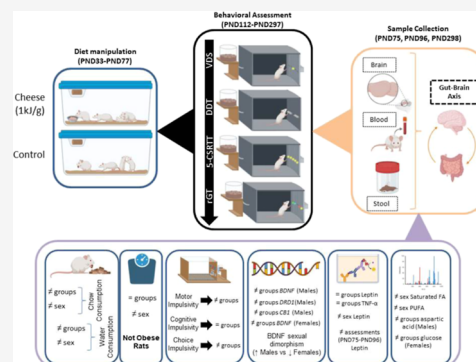 Behavioral Assessment
(PND112-PND297)
Sample Collection
(PND75, PND96, PND298)
Diet manipulation
(PND33-PND77)
Cheese
(1kJ/g)
Control
VDS
DDT
5-CSRTT
rGT
Brain
Blood
Stool
Gut-Brain
Axis
≠ groups
≠ sex
Chow
Consumption
≠ groups
≠ sex
Water
Consumption
= groups
≠ sex
Not Obese
Rats
Motor
Impulsivity
≠ groups
Cognitive
Impulsivity
= groups
Choice
Impulsivity
≠ groups
≠ groups BDNF (Males)
≠ groups DRD1 (Males)
≠ groups CB1 (Males)
≠ groups BDNF (Females)
BDNF sexual
dimorphism
(↑ Males vs ↓ Females)
= groups Leptin
= groups TNF-α
≠ sex Leptin
≠ assessments
(PND75-PND96)
Leptin
≠ sex Saturated FA
≠ sex PUFA
≠ groups aspartic
acid (Males)
≠ groups glucose
(Females)